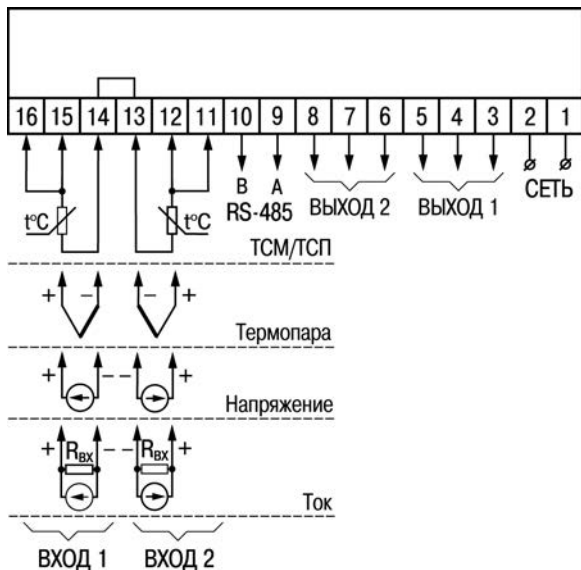 16 15 14 13 12 11 10 9 8 7 6 5 4 3 2 1
B A
RS-485 ВЫХОД 2 ВЫХОД 1 СЕТЬ
t°C t°C
ТСМ/ТСП
+ – – +
Термопара
+ – – +
Напряжение
+ Rвх – – Rвх +
Ток
ВХОД 1 ВХОД 2